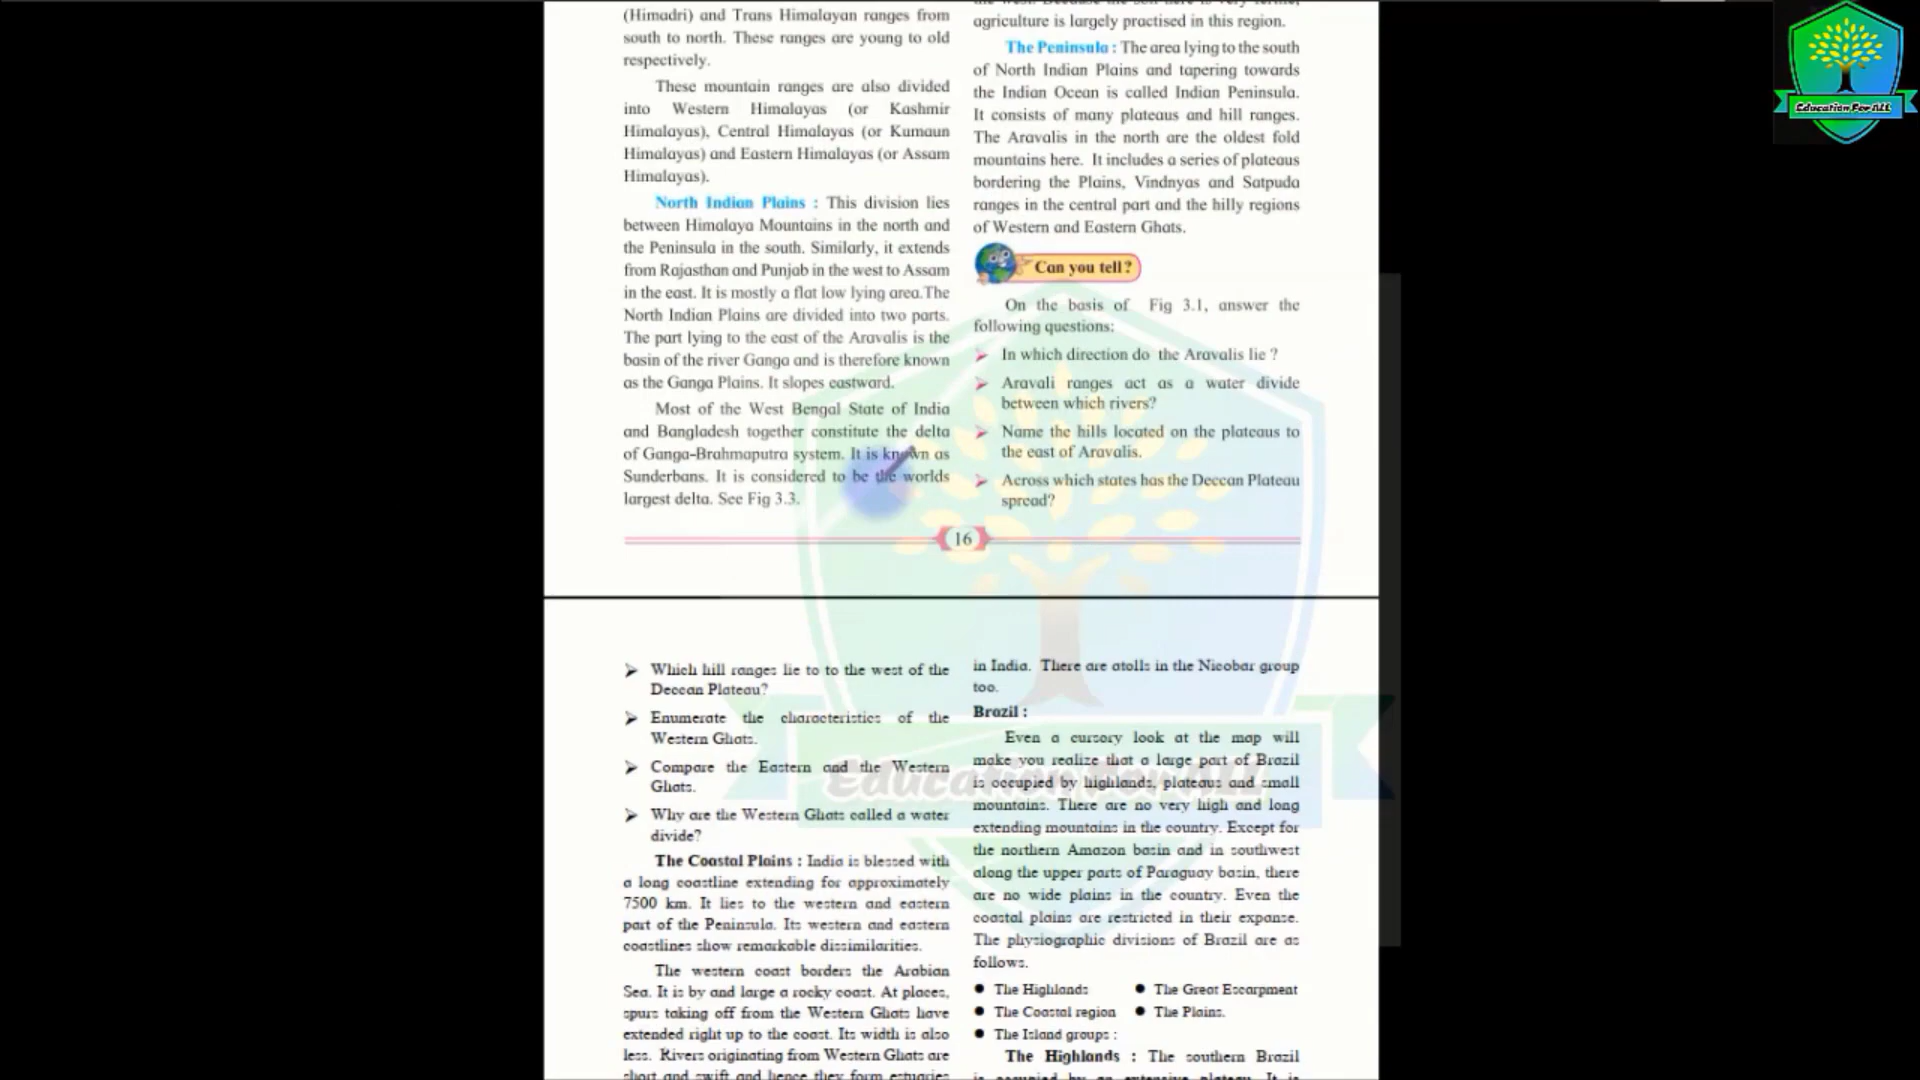 (Himadri) and Trans Himalayan ranges from
south to north. These ranges are young to old
respectively.
These mountain ranges are also divided
into Western Himalayas (or Kashmir
Himalayas), Central Himalayas (or Kumaun
Himalayas) and Eastern Himalayas (or Assam
Himalayas).
North Indian Plains : This division lies
between Himalaya Mountains in the north and
the Peninsula in the south. Similarly, it extends
from Rajasthan and Punjab in the west to Assam
in the east. It is mostly a flat low lying area.The
North Indian Plains are divided into two parts.
The part lying to the east of the Aravalis is the
basin of the river Ganga and is therefore known
as the Ganga Plains. It slopes eastward.
Most of the West Bengal State of India
and Bangladesh together constitute the delta
of Ganga-Brahmaputra system. It is known as
Sunderbans. It is considered to be the worlds
largest delta. See Fig 3.3.
agriculture is largely practised in this region.
The Peninsula : The area lying to the south
of North Indian Plains and tapering towards
the Indian Ocean is called Indian Peninsula.
It consists of many plateaus and hill ranges.
The Aravalis in the north are the oldest fold
mountains here. It includes a series of plateaus
bordering the Plains, Vindnyas and Satpuda
ranges in the central part and the hilly regions
of Western and Eastern Ghats.
Can you tell?
On the basis of Fig 3.1, answer the
following questions:
➢ In which direction do the Aravalis lie ?
➢ Aravali ranges act as a water divide
between which rivers?
➢ Name the hills located on the plateaus to
the east of Aravalis.
➢ Across which states has the Deccan Plateau
spread?
16
➢ Which hill ranges lie to to the west of the
Deccan Plateau?
➢ Enumerate the characteristics of the
Western Ghats.
➢ Compare the Eastern and the Western
Ghats.
➢ Why are the Western Ghats called a water
divide?
The Coastal Plains : India is blessed with
a long coastline extending for approximately
7500 km. It lies to the western and eastern
part of the Peninsula. Its western and eastern
coastlines show remarkable dissimilarities.
The western coast borders the Arabian
Sea. It is by and large a rocky coast. At places,
spurs taking off from the Western Ghats have
extended right up to the coast. Its width is also
less. Rivers originating from Western Ghats are
short and swift and hence they form estuaries
in India. There are atolls in the Nicobar group
too.
Brazil :
Even a cursory look at the map will
make you realize that a large part of Brazil
is occupied by highlands, plateaus and small
mountains. There are no very high and long
extending mountains in the country. Except for
the northern Amazon basin and in southwest
along the upper parts of Paraguay basin, there
are no wide plains in the country. Even the
coastal plains are restricted in their expanse.
The physiographic divisions of Brazil are as
follows.
● The Highlands ● The Great Escarpment
● The Coastal region ● The Plains.
● The Island groups :
The Highlands : The southern Brazil
is occupied by an extensive plateau. It is
Education For ALL
Education For ALL